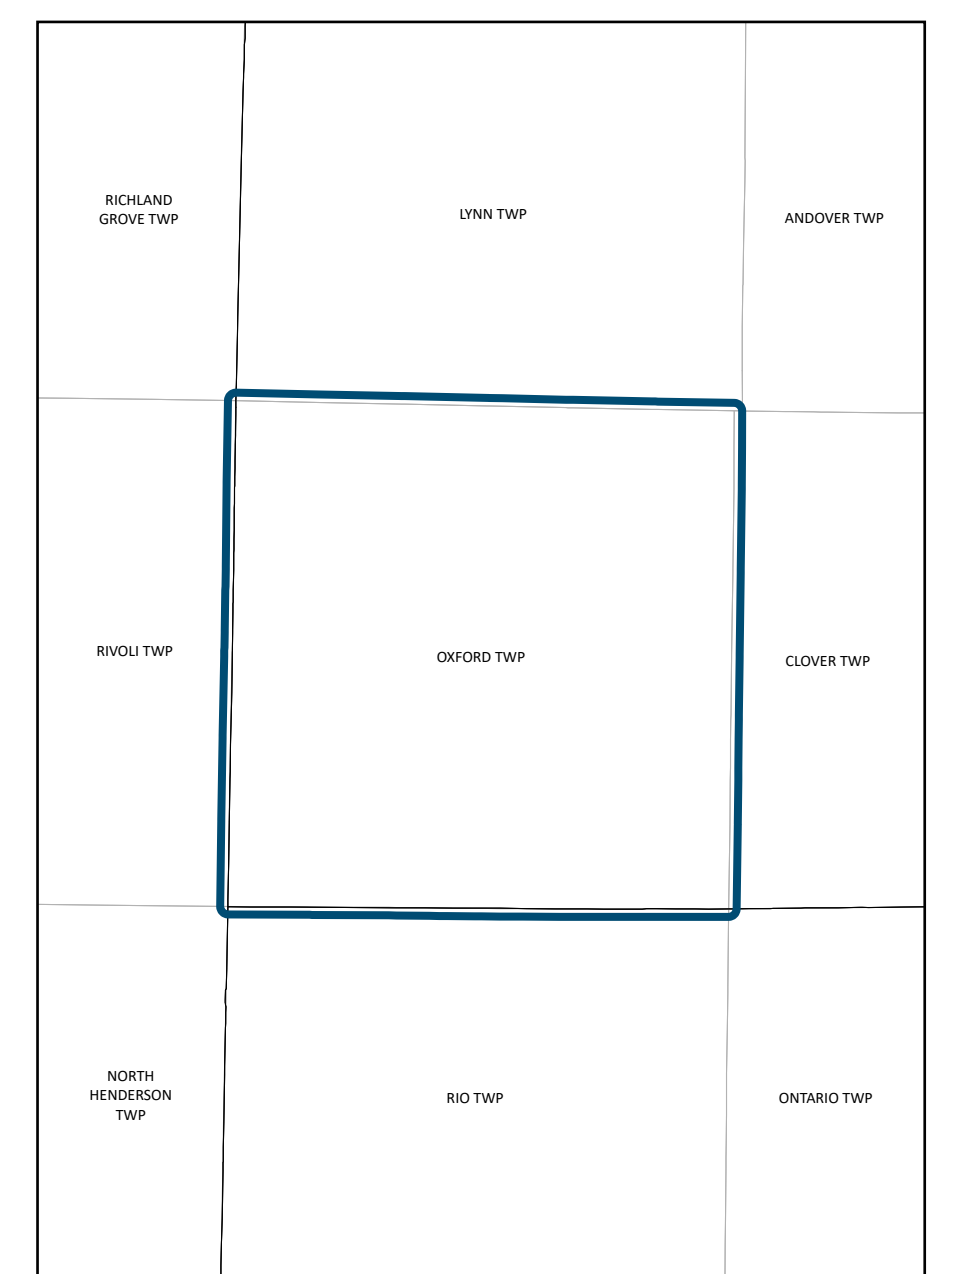 RICHLAND
GROVE TWP
LYNN TWP
ANDOVER TWP
RIVOLI TWP
OXFORD TWP
CLOVER TWP
NORTH
HENDERSON
TWP
RIO TWP
ONTARIO TWP